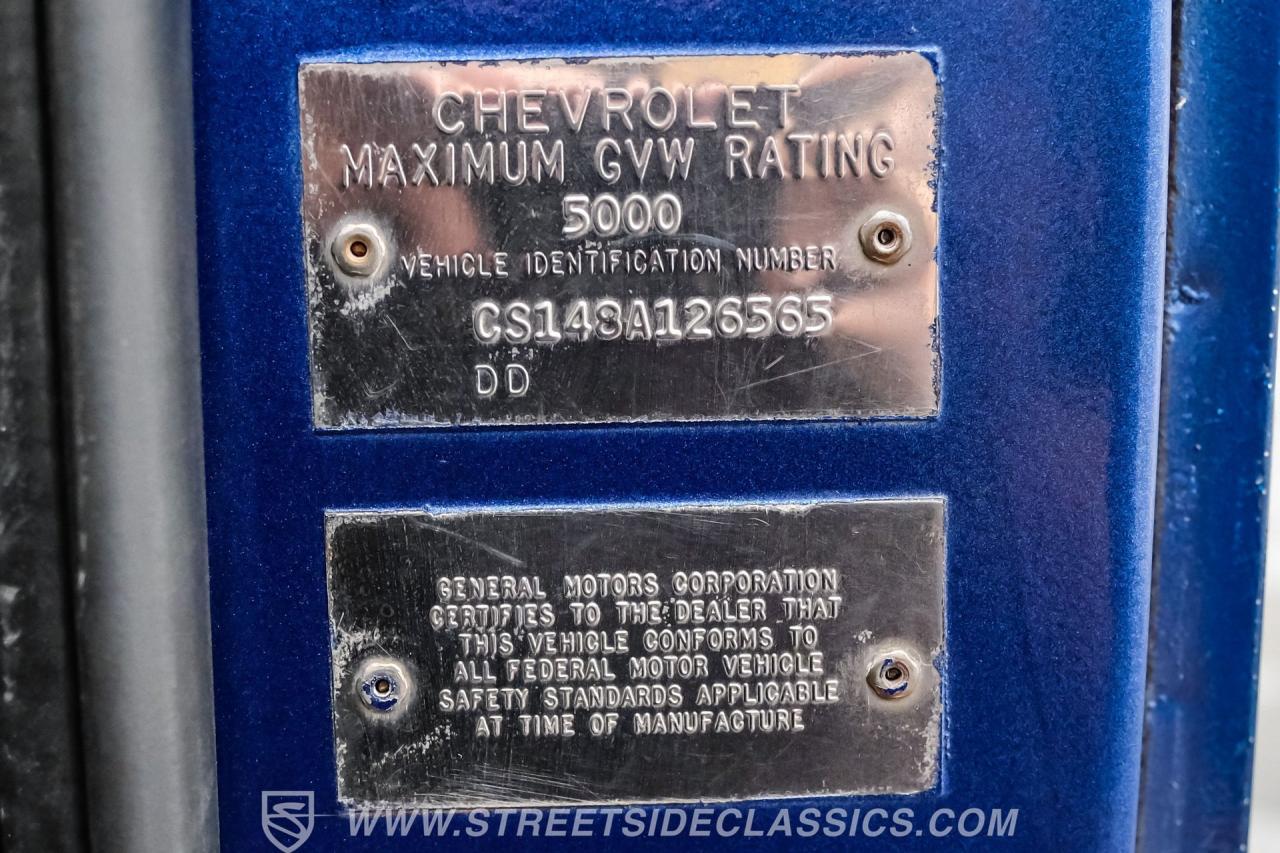 CHEVROLET
MAXIMUM GVW RATING
5000
VEHICLE IDENTIFICATION NUMBER
CS148A126565
DD
GENERAL MOTORS CORPORATION
CERTIFIES TO THE DEALER THAT
THIS VEHICLE CONFORMS TO
ALL FEDERAL MOTOR VEHICLE
SAFETY STANDARDS APPLICABLE
AT TIME OF MANUFACTURE
WWW.STREETSIDECLASSICS.COM